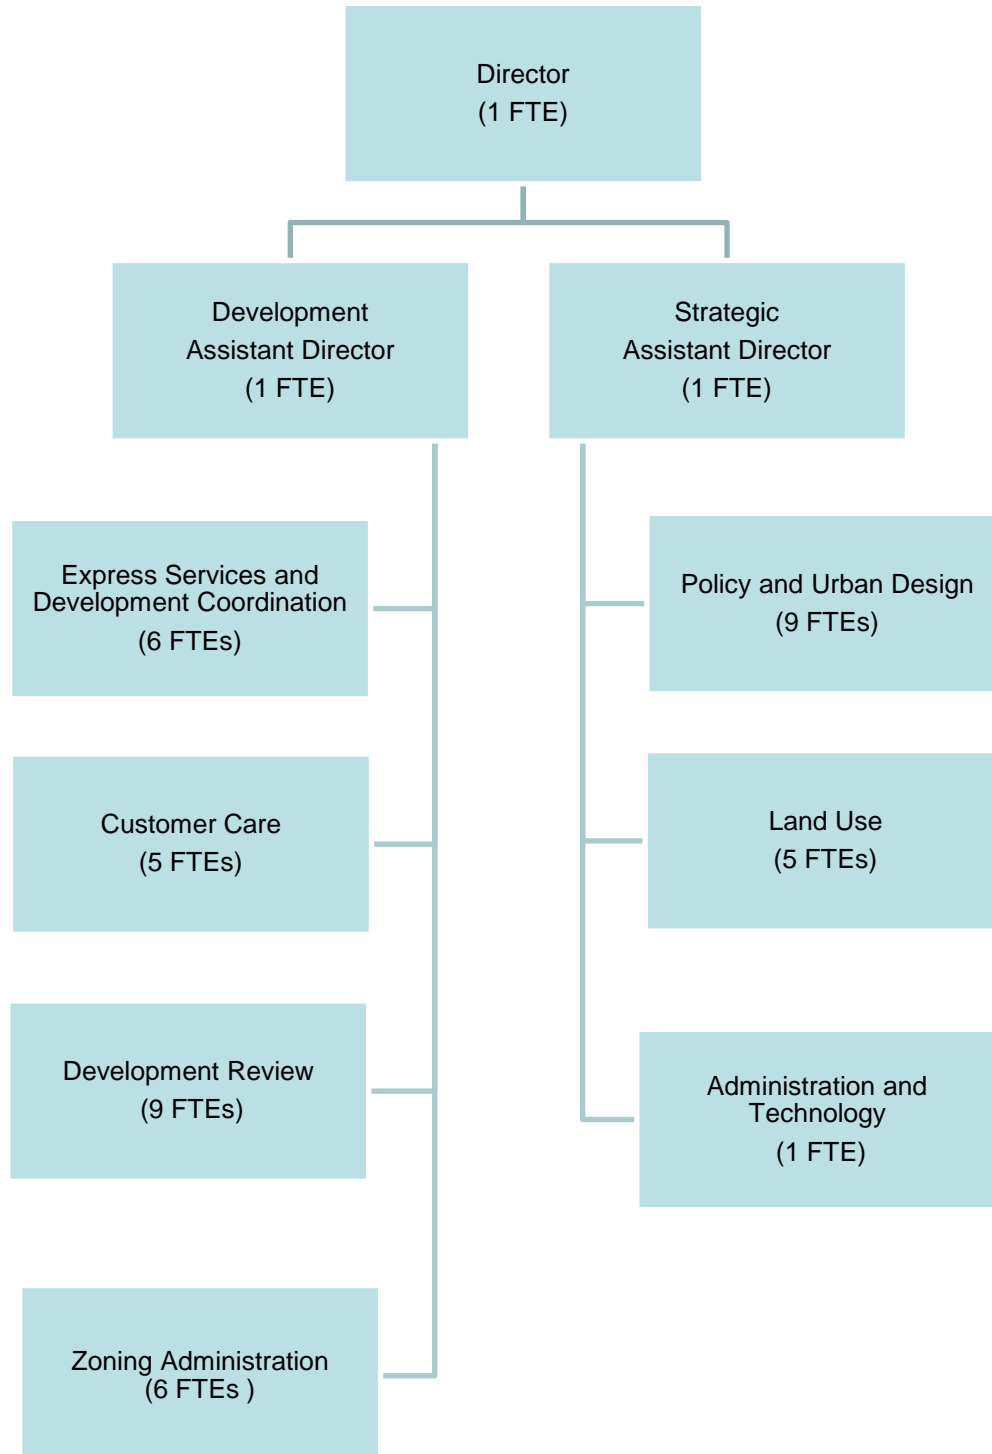 Director
(1 FTE)
Development
Assistant Director
(1 FTE)
Strategic
Assistant Director
(1 FTE)
Express Services and
Development Coordination
(6 FTEs)
Customer Care
(5 FTEs)
Development Review
(9 FTEs)
Zoning Administration
(6 FTEs )
Policy and Urban Design
(9 FTEs)
Land Use
(5 FTEs)
Administration and
Technology
(1 FTE)